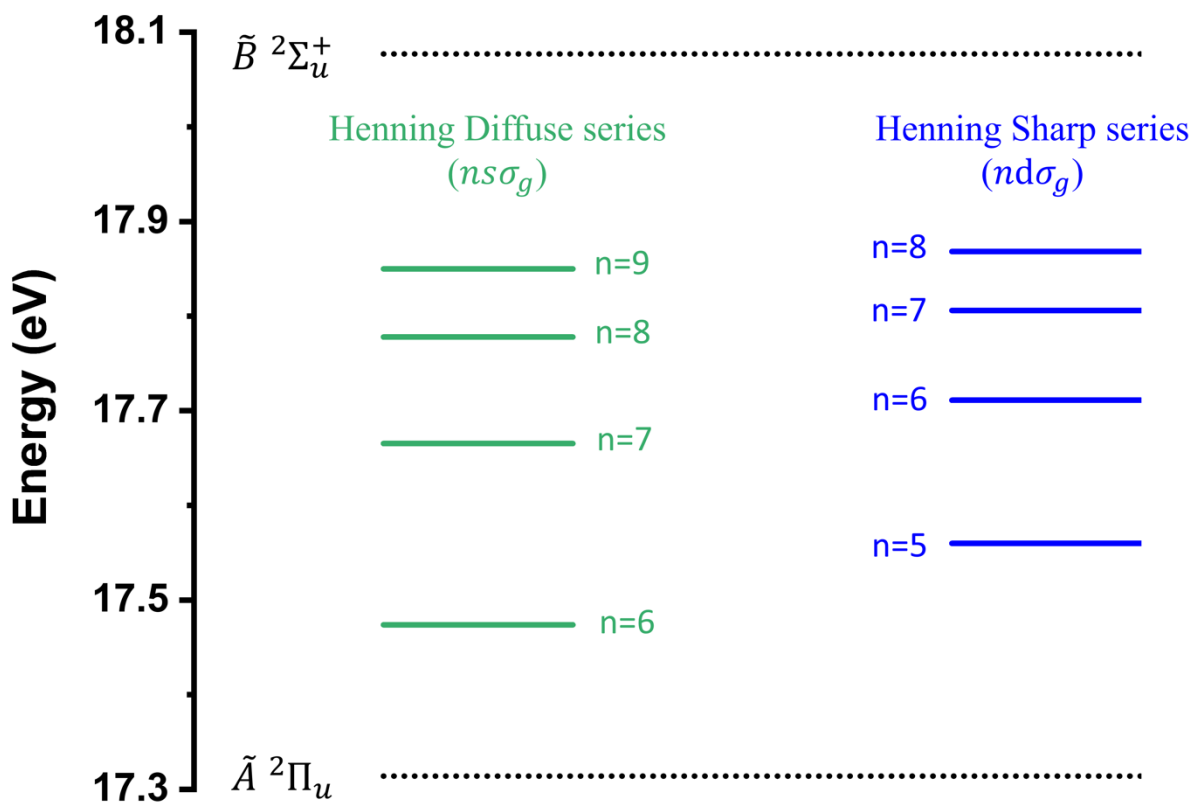 18.1
17.9
17.7
17.5
17.3
Energy (eV)
B̃ ²Σᵤ⁺
Henning Diffuse series
(nsσg)
n=9
n=8
n=7
n=6
Henning Sharp series
(ndσg)
n=8
n=7
n=6
n=5
Ã ²Πᵤ